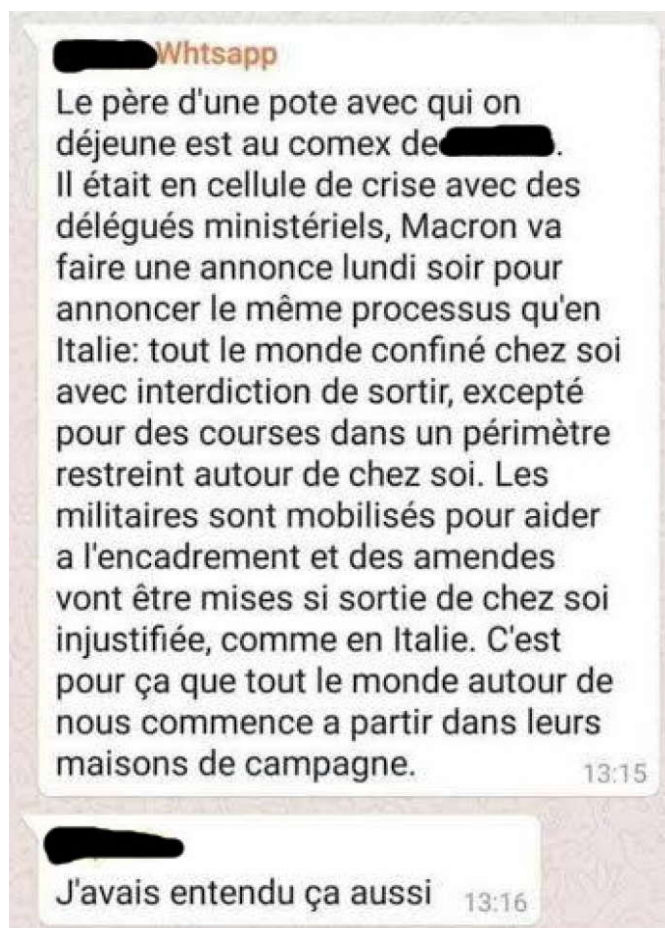 Whtsapp
Le père d'une pote avec qui on
déjeune est au comex de .
Il était en cellule de crise avec des
délégués ministériels, Macron va
faire une annonce lundi soir pour
annoncer le même processus qu'en
Italie: tout le monde confiné chez soi
avec interdiction de sortir, excepté
pour des courses dans un périmètre
restreint autour de chez soi. Les
militaires sont mobilisés pour aider
a l'encadrement et des amendes
vont être mises si sortie de chez soi
injustifiée, comme en Italie. C'est
pour ça que tout le monde autour de
nous commence a partir dans leurs
maisons de campagne. 13:15
J'avais entendu ça aussi 13:16